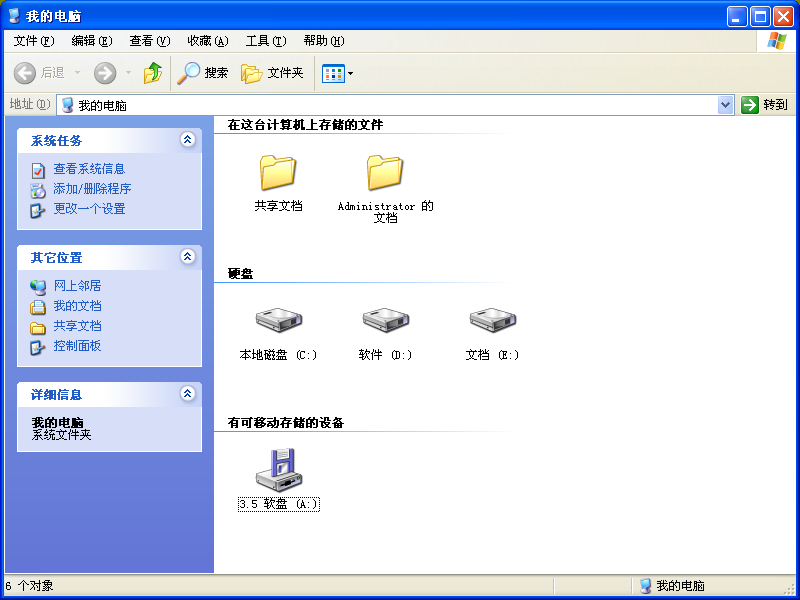 我的电脑
文件(F) 编辑(E) 查看(V) 收藏(A) 工具(T) 帮助(H)
后退 搜索 文件夹
地址(D) 我的电脑 转到
系统任务
查看系统信息
添加/删除程序
更改一个设置
其它位置
网上邻居
我的文档
共享文档
控制面板
详细信息
我的电脑
系统文件夹
在这台计算机上存储的文件
共享文档
Administrator 的
文档
硬盘
本地磁盘 (C:) 软件 (D:) 文档 (E:)
有可移动存储的设备
3.5 软盘 (A:)
6 个对象 我的电脑